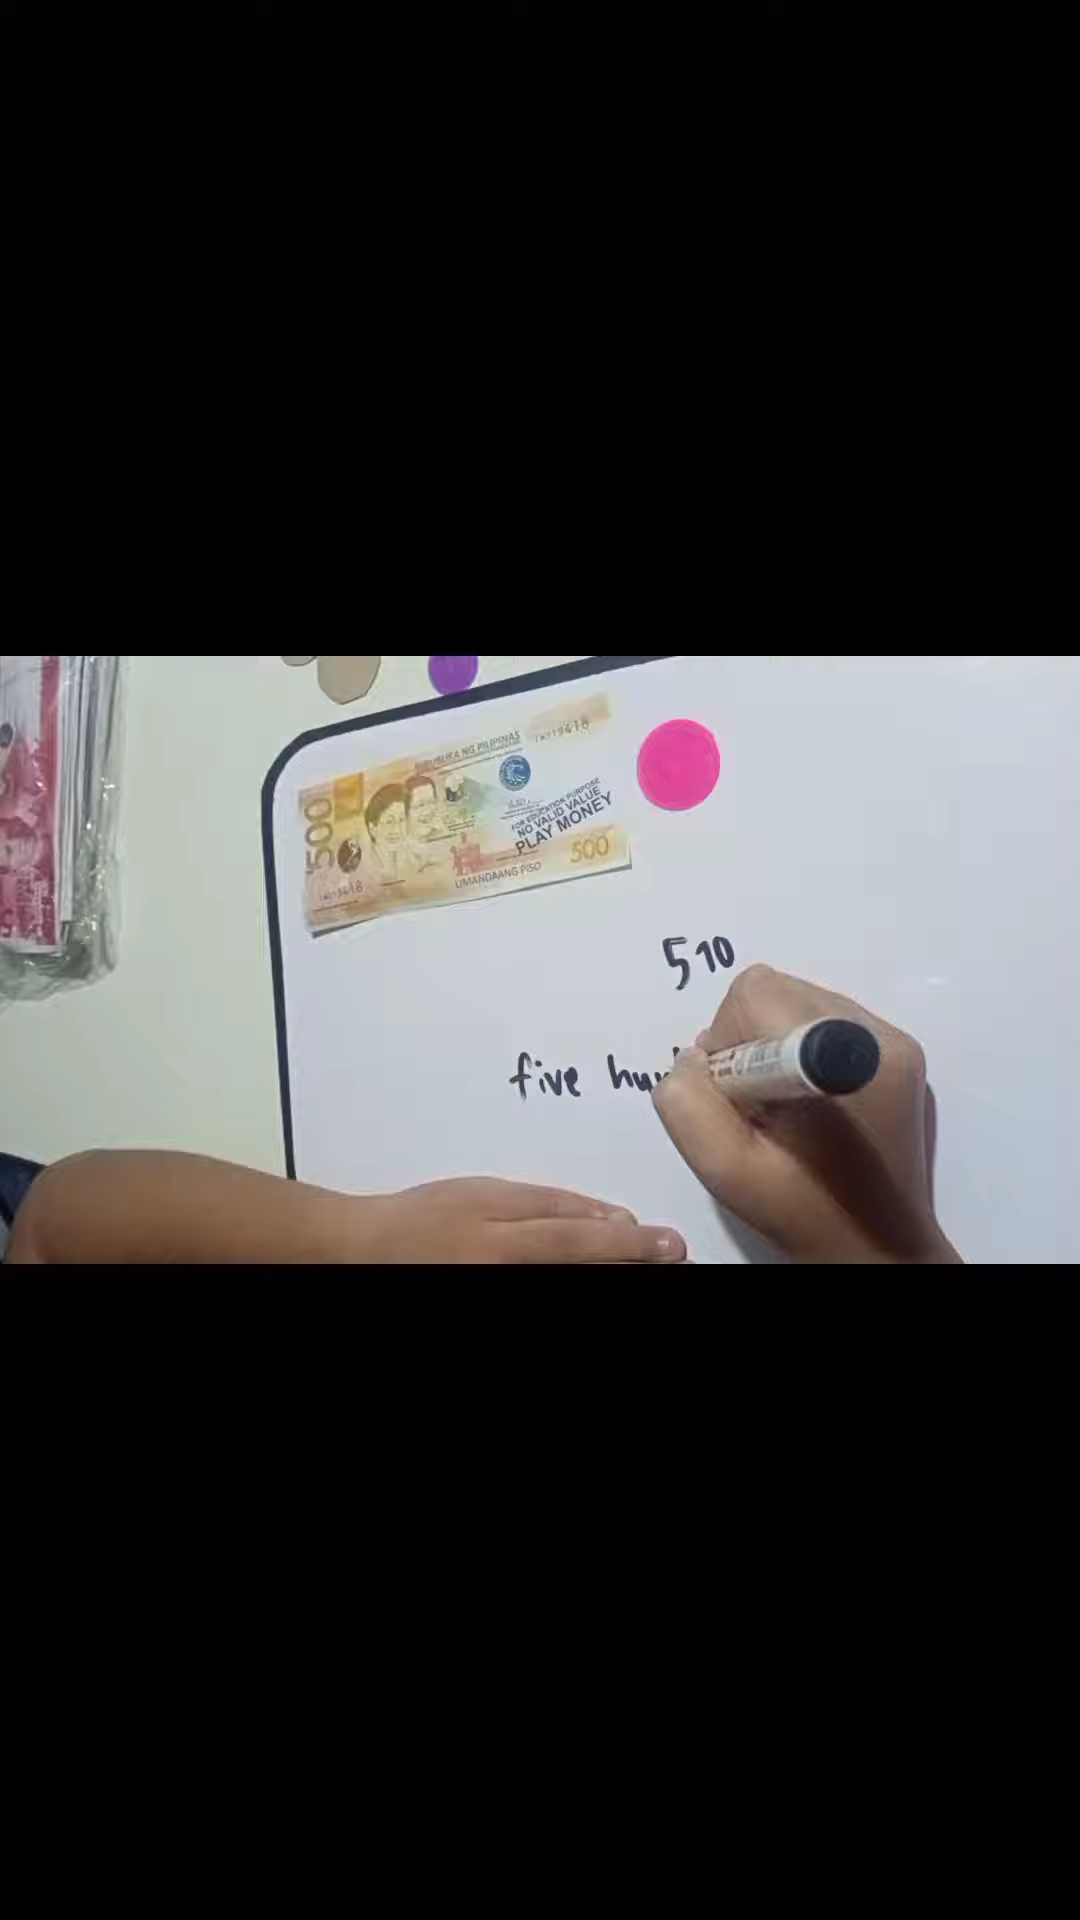 REPUBLIKA NG PILIPINAS
500
FOR EDUCATION PURPOSE
NO VALID VALUE
PLAY MONEY
LIMANDAANG PISO
500
510
five